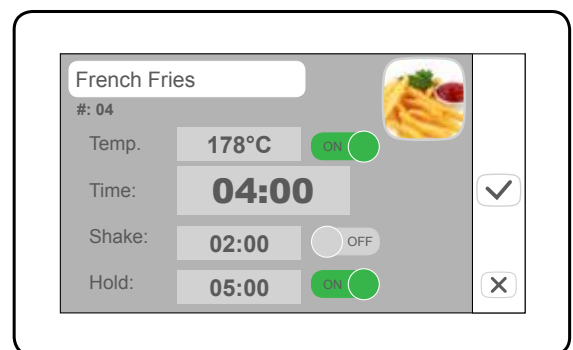 French Fries
#: 04
Temp. 178°C ON
Time: 04:00
Shake: 02:00 OFF
Hold: 05:00 ON